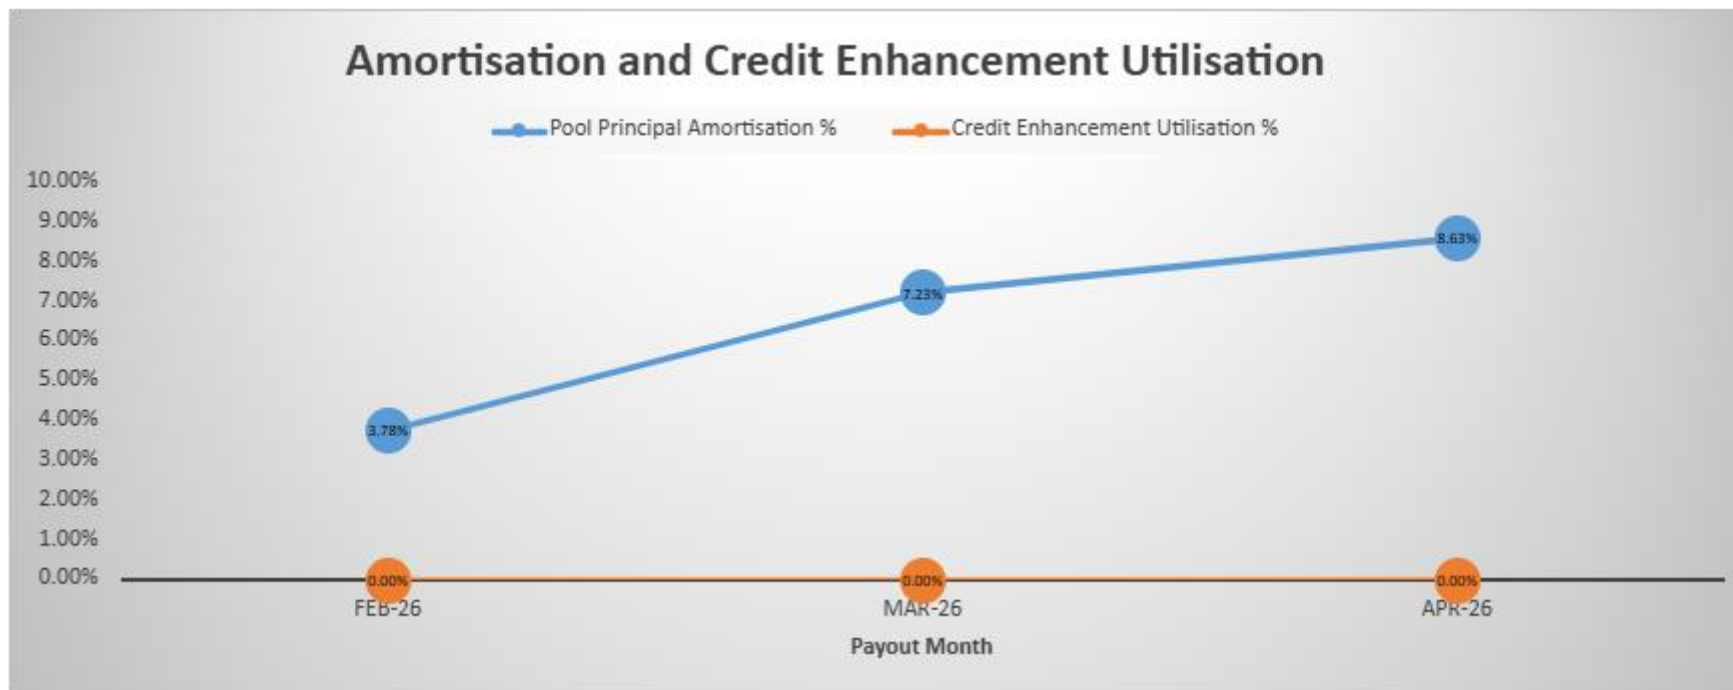 Amortisation and Credit Enhancement Utilisation
Pool Principal Amortisation % Credit Enhancement Utilisation %
10.00%
9.00%
8.00%
7.00%
6.00%
5.00%
4.00%
3.00%
2.00%
1.00%
0.00%
3.78% 7.23% 8.63%
0.00% 0.00% 0.00%
FEB-26 MAR-26 APR-26
Payout Month